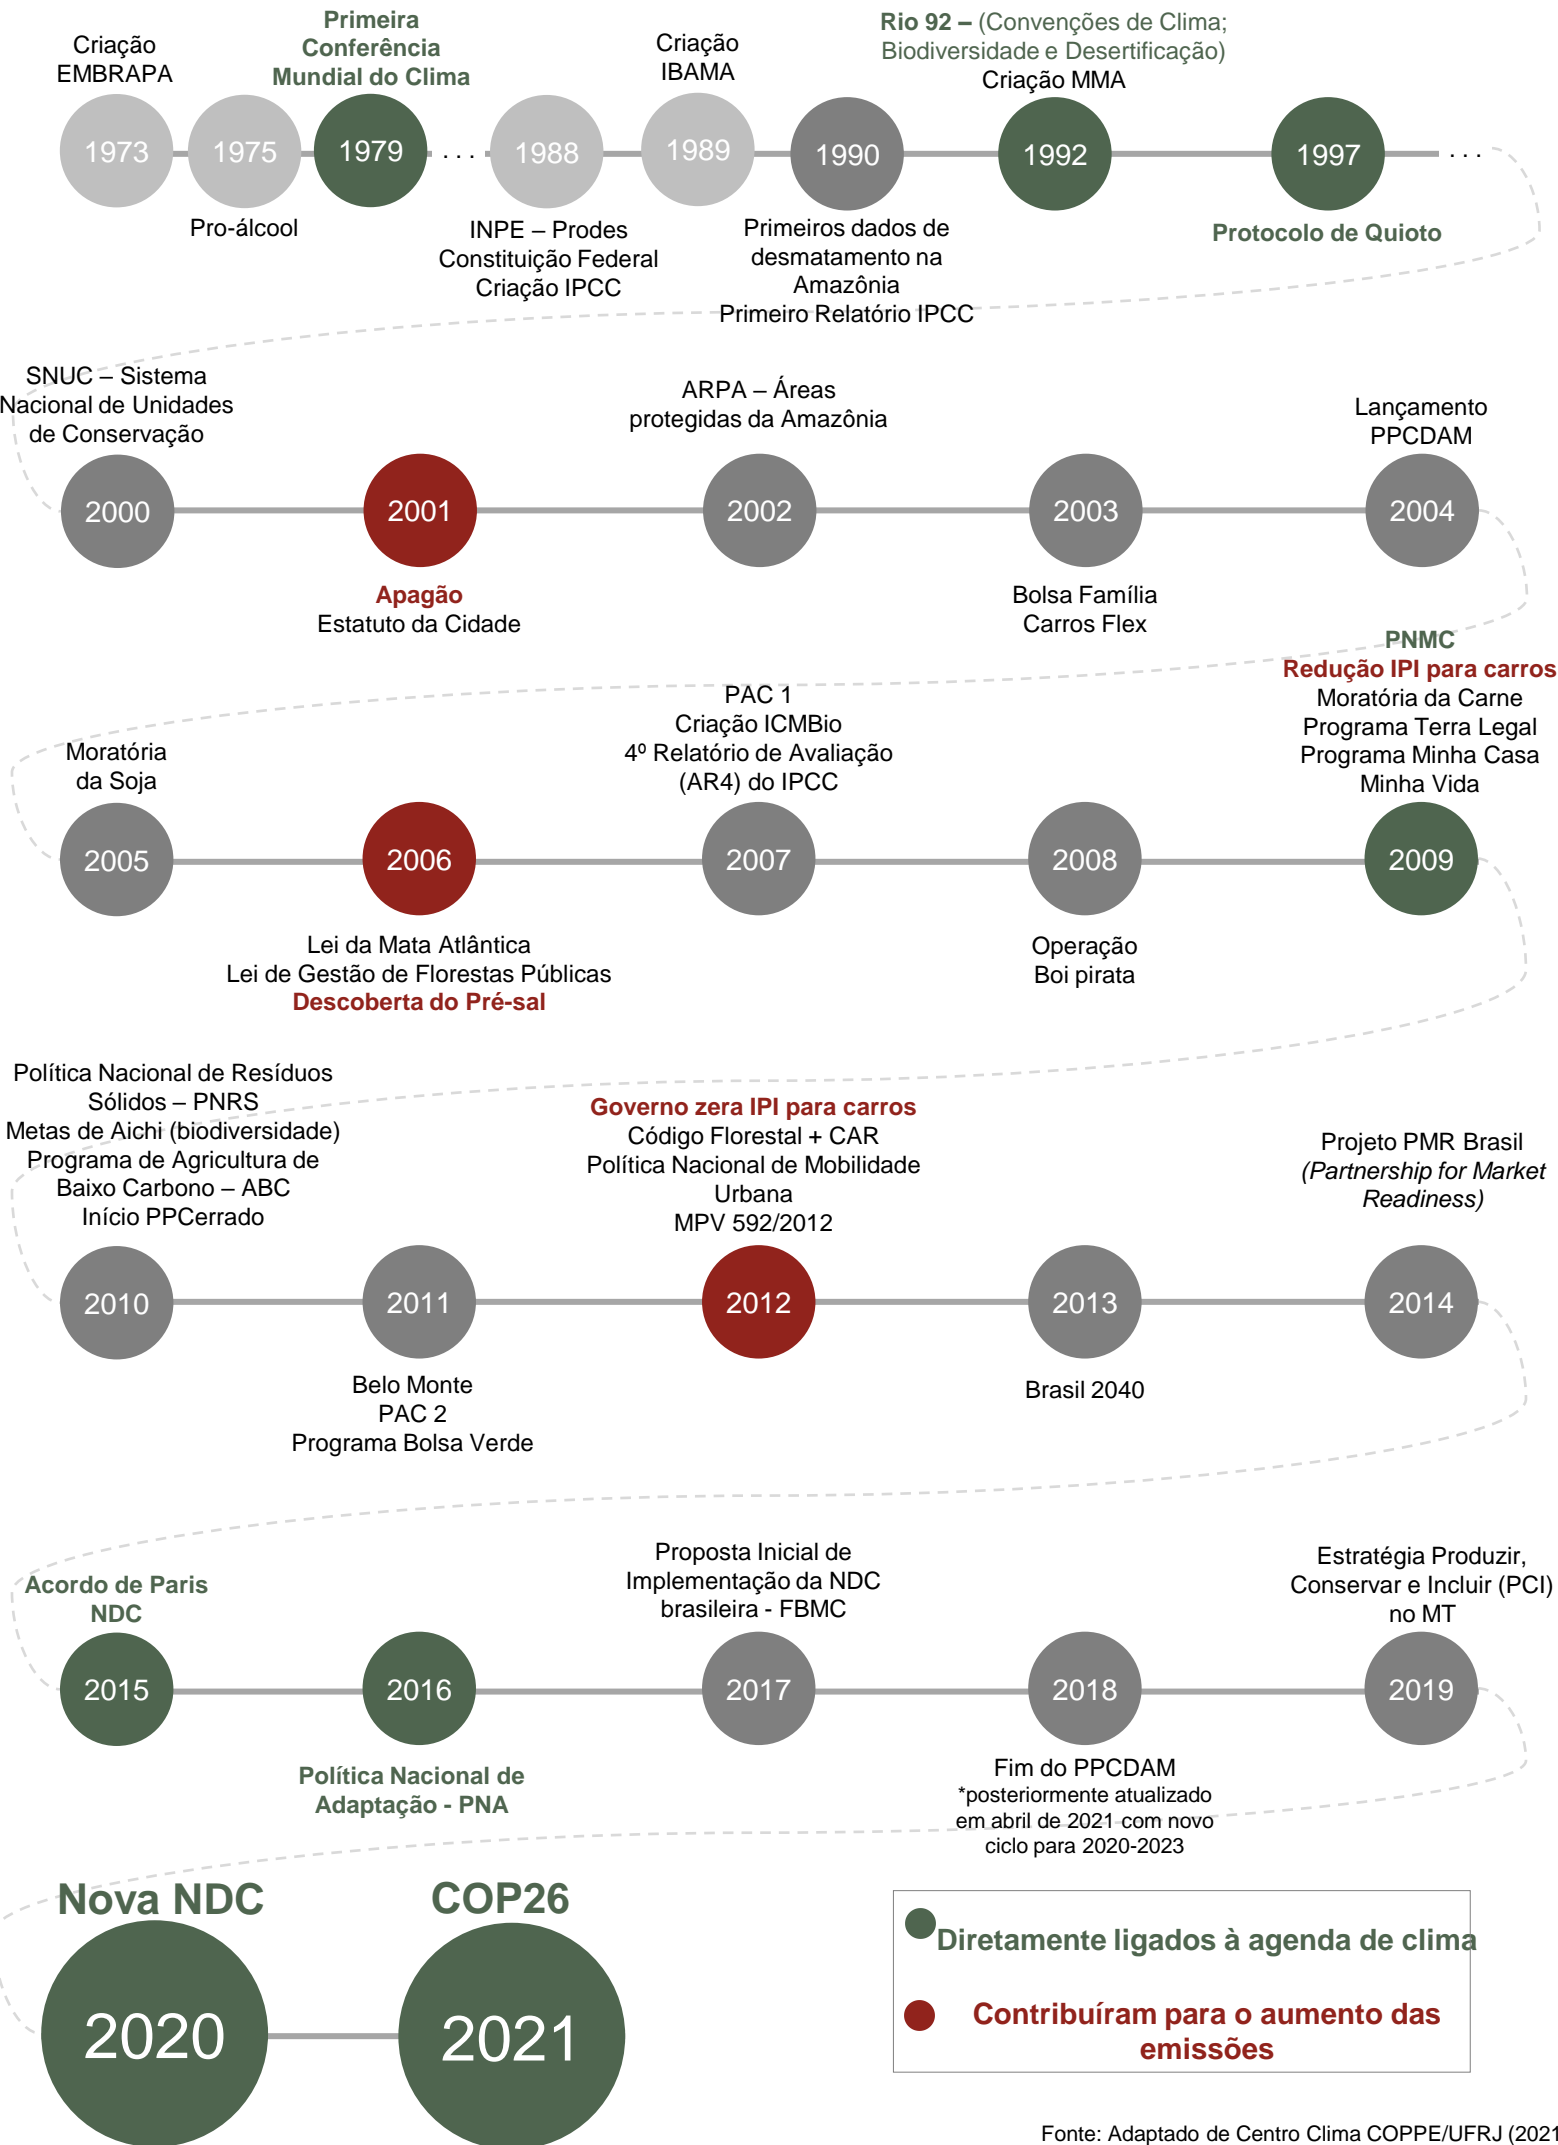 Criação
EMBRAPA
1973
Pro-álcool
1975
Primeira
Conferência
Mundial do Clima
1979
. . .
1988
INPE – Prodes
Constituição Federal
Criação IPCC
Criação
IBAMA
1989
1990
Primeiros dados de
desmatamento na
Amazônia
Primeiro Relatório IPCC
Rio 92 – (Convenções de Clima;
Biodiversidade e Desertificação)
Criação MMA
1992
1997
Protocolo de Quioto
. . .
SNUC – Sistema
Nacional de Unidades
de Conservação
2000
2001
Apagão
Estatuto da Cidade
ARPA – Áreas
protegidas da Amazônia
2002
2003
Bolsa Família
Carros Flex
Lançamento
PPCDAM
2004
Moratória
da Soja
2005
2006
Lei da Mata Atlântica
Lei de Gestão de Florestas Públicas
Descoberta do Pré-sal
PAC 1
Criação ICMBio
4º Relatório de Avaliação
(AR4) do IPCC
2007
2008
Operação
Boi pirata
PNMC
Redução IPI para carros
Moratória da Carne
Programa Terra Legal
Programa Minha Casa
Minha Vida
2009
Política Nacional de Resíduos
Sólidos – PNRS
Metas de Aichi (biodiversidade)
Programa de Agricultura de
Baixo Carbono – ABC
Início PPCerrado
2010
2011
Belo Monte
PAC 2
Programa Bolsa Verde
Governo zera IPI para carros
Código Florestal + CAR
Política Nacional de Mobilidade
Urbana
MPV 592/2012
2012
2013
Brasil 2040
Projeto PMR Brasil
(Partnership for Market
Readiness)
2014
Acordo de Paris
NDC
2015
2016
Política Nacional de
Adaptação - PNA
Proposta Inicial de
Implementação da NDC
brasileira - FBMC
2017
2018
Fim do PPCDAM
*posteriormente atualizado
em abril de 2021 com novo
ciclo para 2020-2023
Estratégia Produzir,
Conservar e Incluir (PCI)
no MT
2019
Nova NDC
2020
COP26
2021
Diretamente ligados à agenda de clima
Contribuíram para o aumento das
emissões
Fonte: Adaptado de Centro Clima COPPE/UFRJ (2021